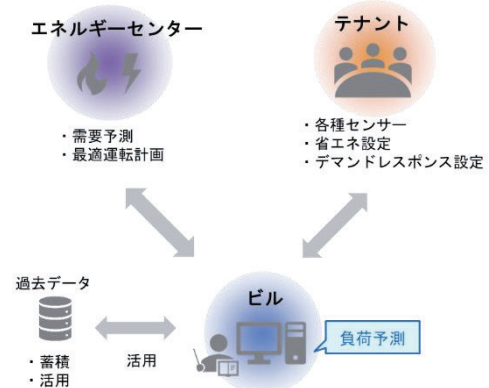 エネルギーセンター
・需要予測
・最適運転計画
テナント
・各種センサー
・省エネ設定
・デマンドレスポンス設定
過去データ
・蓄積
・活用
活用
ビル
負荷予測